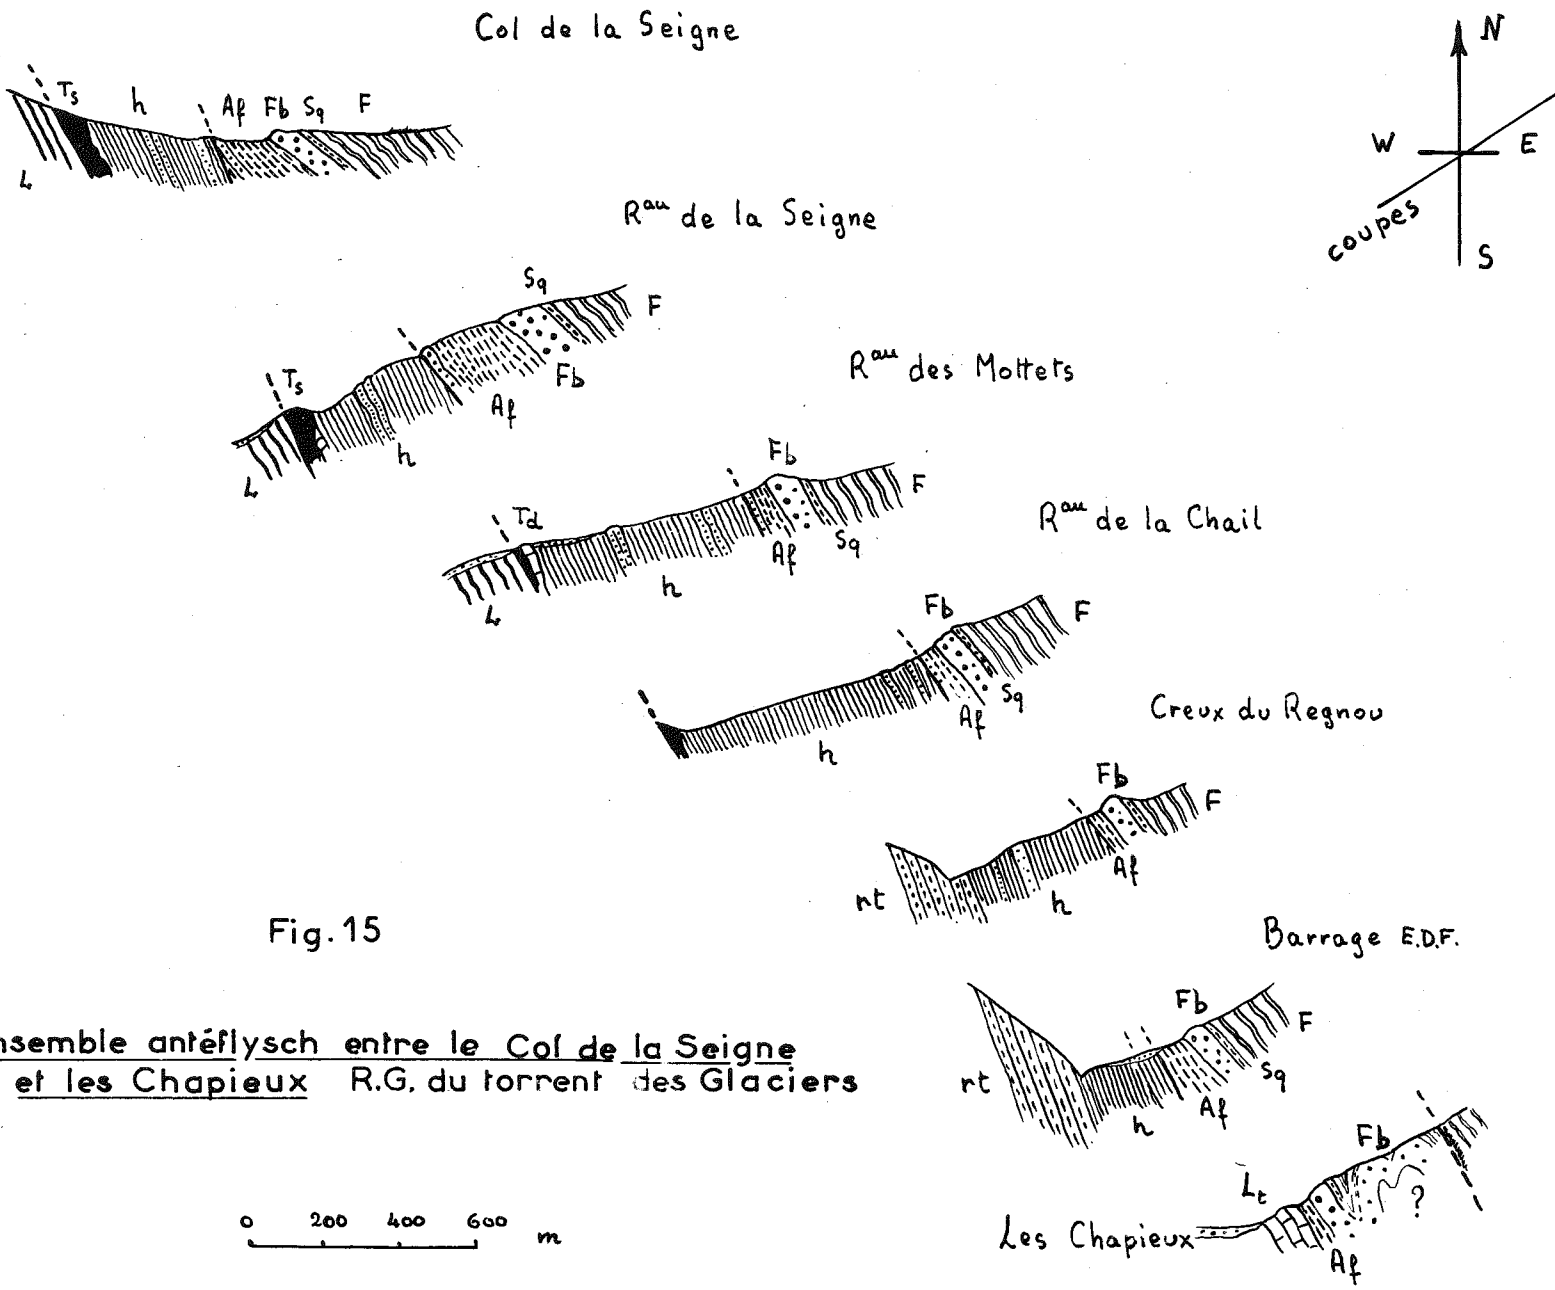 Col de la Seigne
Ts h Af Fb Sq F
L
N
W E
S
coupes
Rau de la Seigne
Sq
F
Ts
Fb
Af
h
L
Rau des Mottets
Fb
F
Td
Sq
Af
h
L
Rau de la Chail
Fb
F
Sq
Af
h
Creux du Regnou
Fb
F
Af
rt
h
Fig. 15
Barrage E.D.F.
Fb
F
Sq
rt
Af
h
nsemble antéflysch entre le Col de la Seigne
et les Chapieux R.G. du torrent des Glaciers
Fb
Lt
?
Les Chapieux
Af
0 200 400 600 m